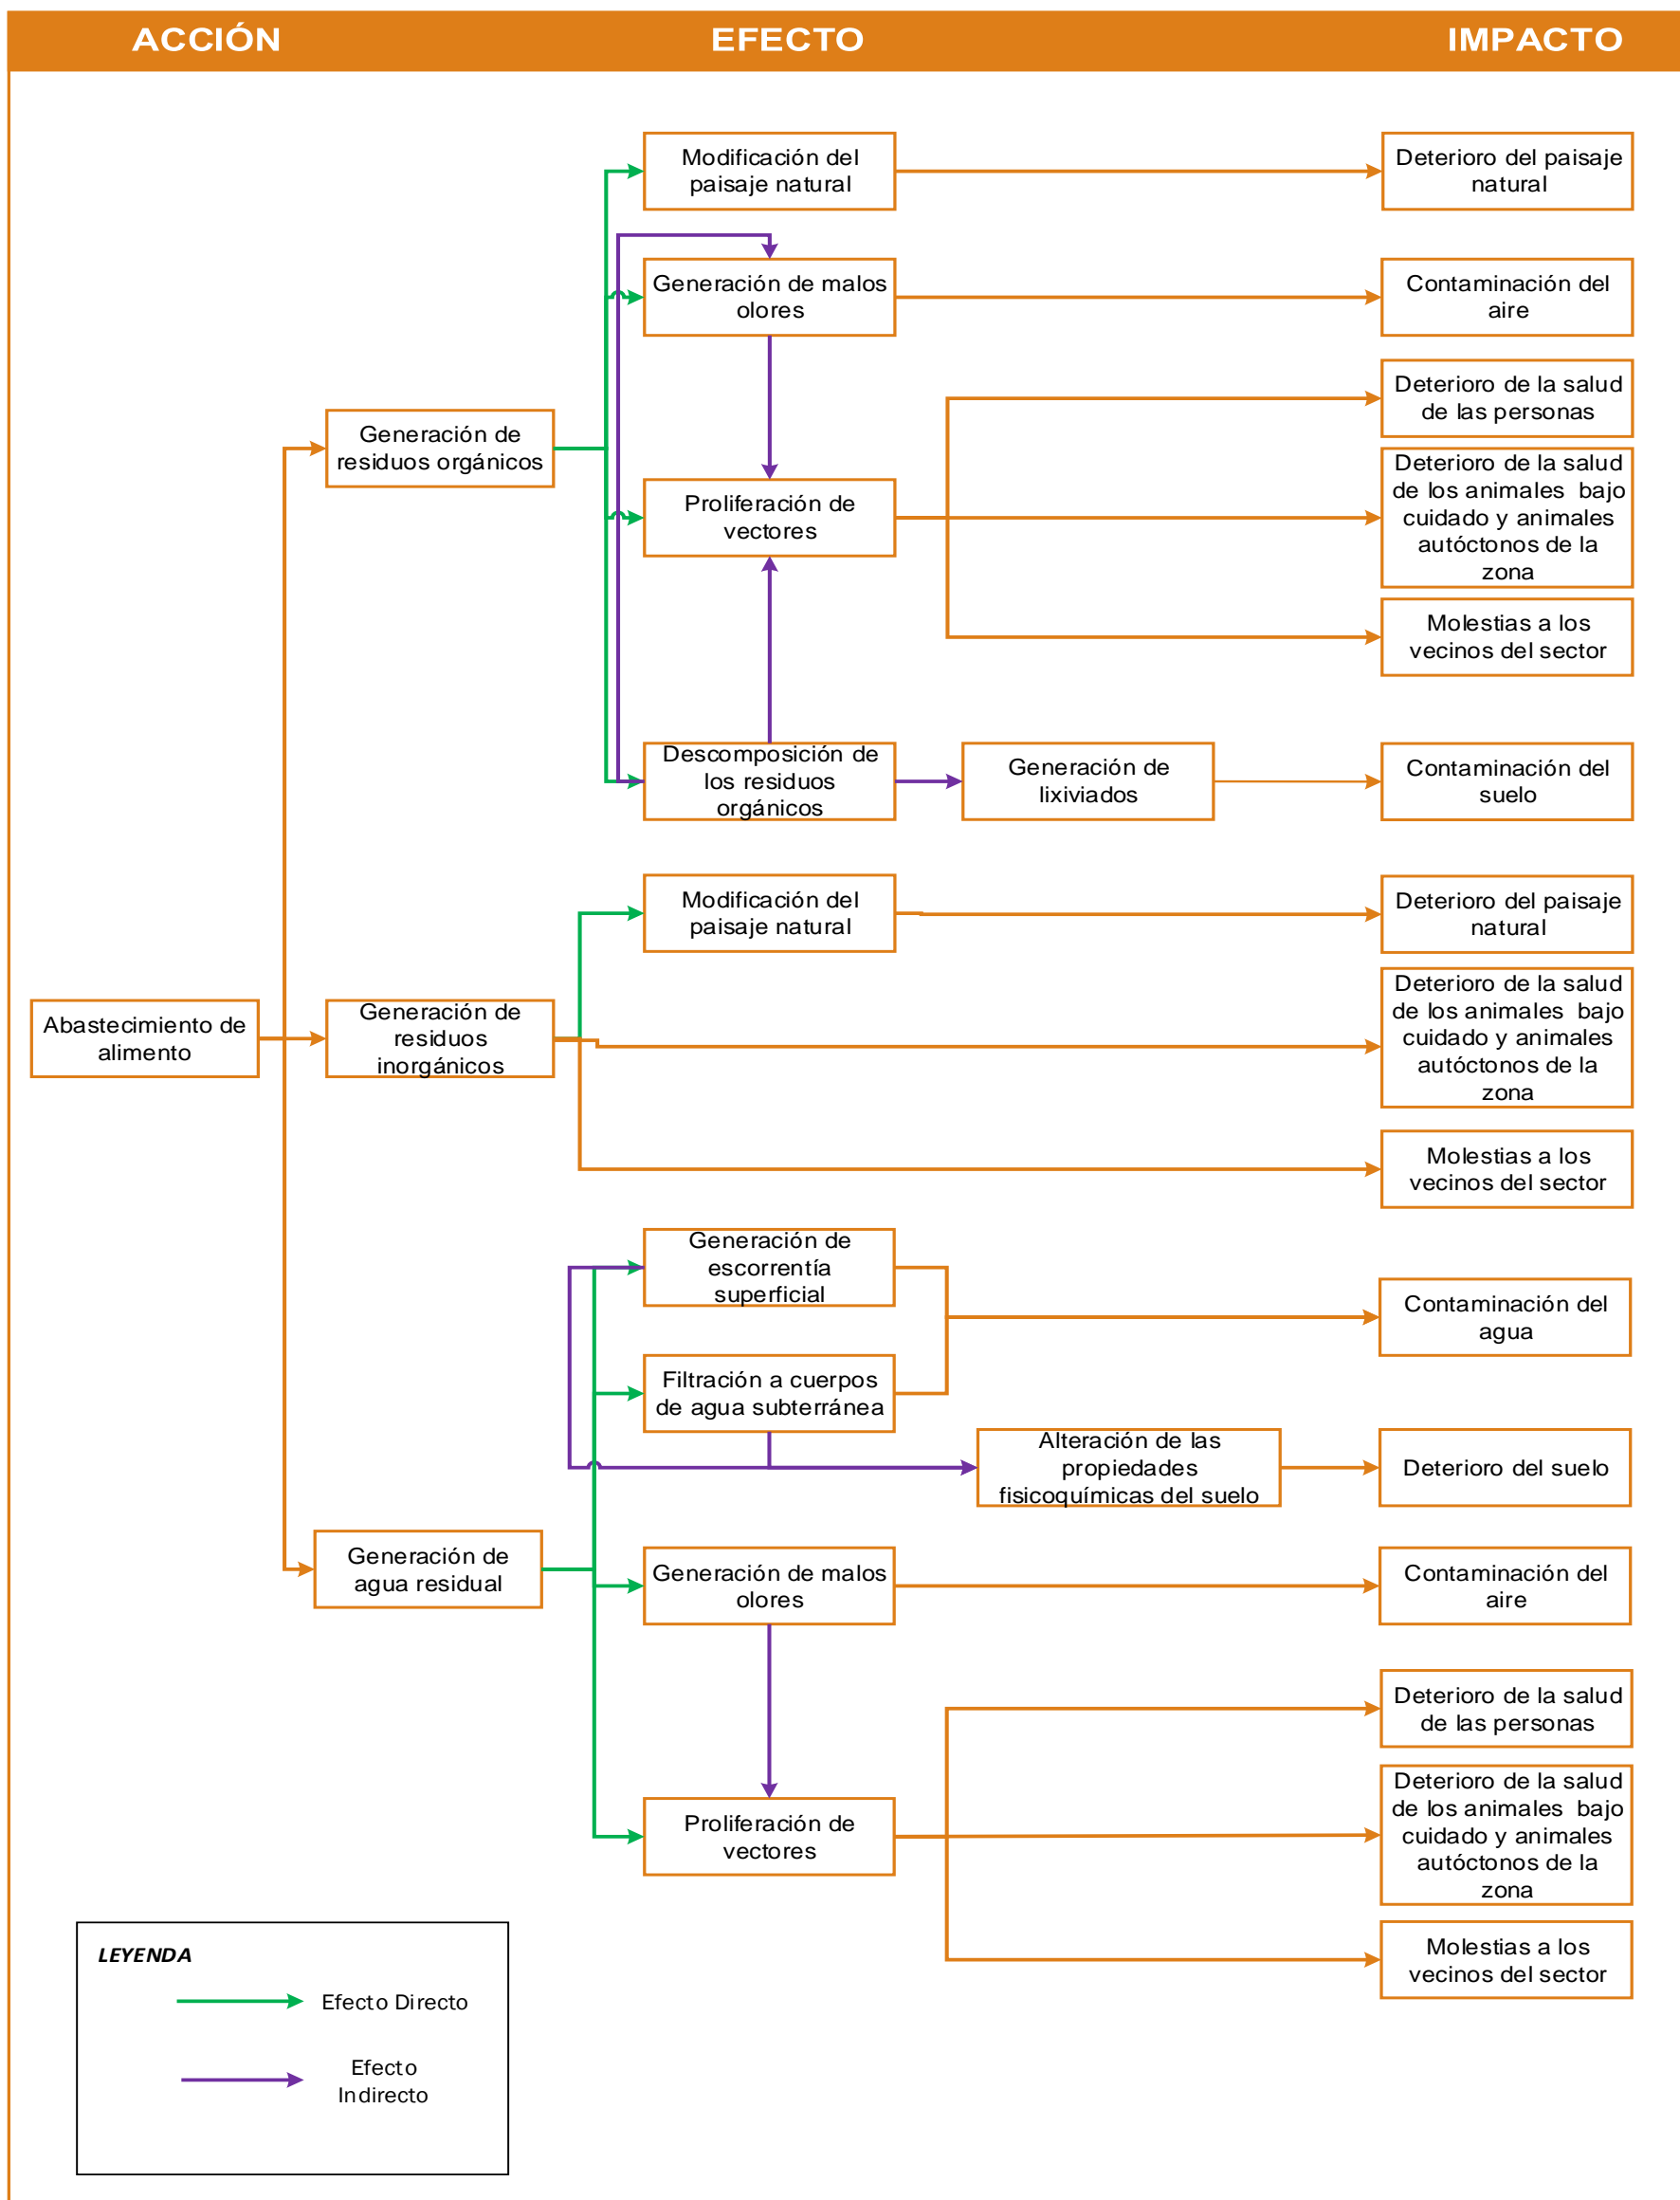 ACCIÓN
EFECTO
IMPACTO
Modificación del
paisaje natural
Deterioro del paisaje
natural
Generación de malos
olores
Contaminación del
aire
Deterioro de la salud
de las personas
Generación de
residuos orgánicos
Proliferación de
vectores
Deterioro de la salud
de los animales bajo
cuidado y animales
autóctonos de la
zona
Molestias a los
vecinos del sector
Descomposición de
los residuos
orgánicos
Generación de
lixiviados
Contaminación del
suelo
Modificación del
paisaje natural
Deterioro del paisaje
natural
Abastecimiento de
alimento
Generación de
residuos
inorgánicos
Deterioro de la salud
de los animales bajo
cuidado y animales
autóctonos de la
zona
Molestias a los
vecinos del sector
Generación de
escorrentía
superficial
Contaminación del
agua
Filtración a cuerpos
de agua subterránea
Alteración de las
propiedades
fisicoquímicas del suelo
Deterioro del suelo
Generación de
agua residual
Generación de malos
olores
Contaminación del
aire
Deterioro de la salud
de las personas
Proliferación de
vectores
Deterioro de la salud
de los animales bajo
cuidado y animales
autóctonos de la
zona
Molestias a los
vecinos del sector
LEYENDA
Efecto Directo
Efecto
Indirecto